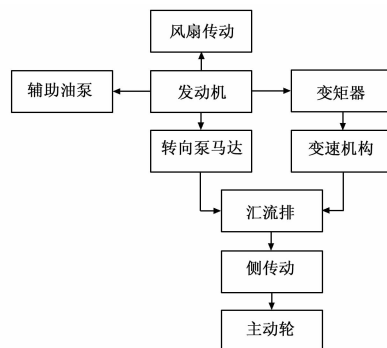 风扇传动
辅助油泵
发动机
变矩器
转向泵马达
变速机构
汇流排
侧传动
主动轮